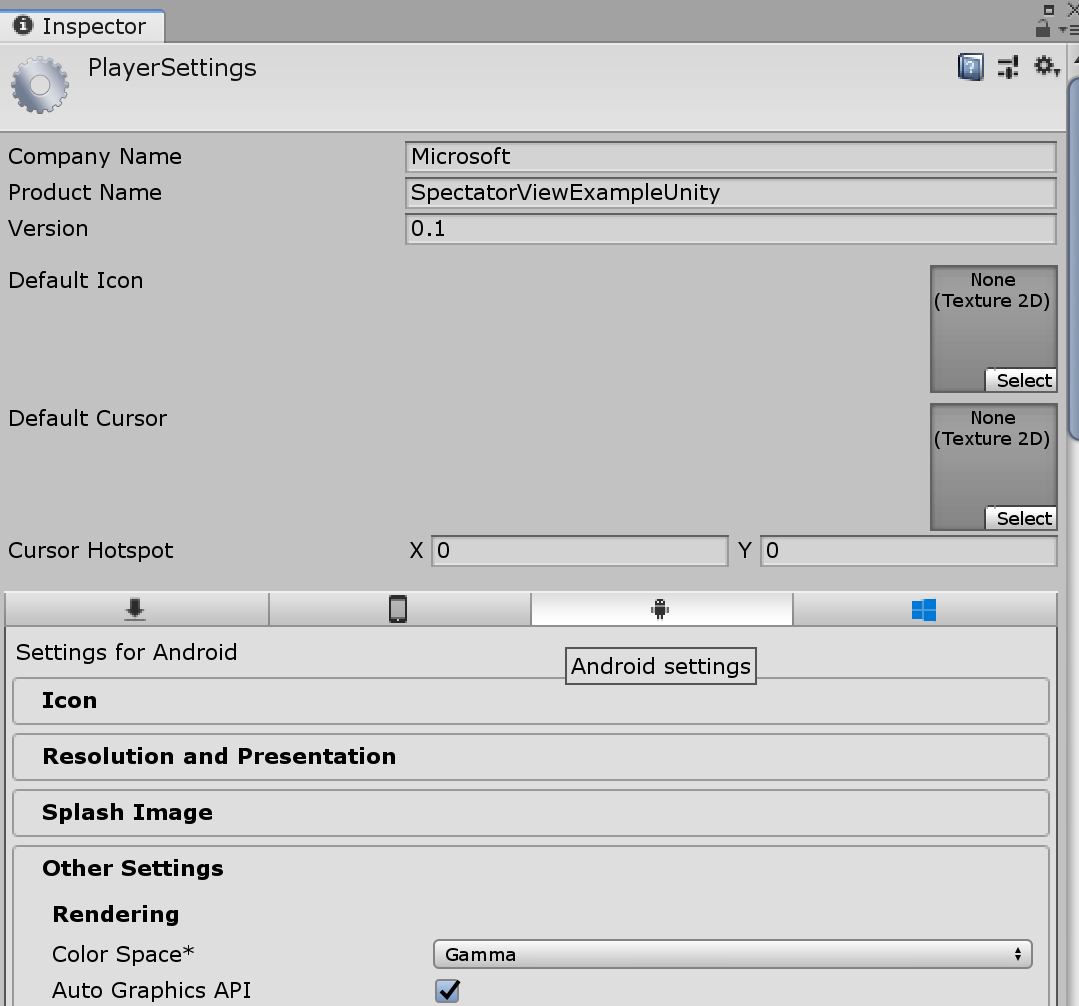 Inspector
PlayerSettings
Company Name Microsoft
Product Name SpectatorViewExampleUnity
Version 0.1
Default Icon None
(Texture 2D)
Select
Default Cursor None
(Texture 2D)
Select
Cursor Hotspot X 0 Y 0
Settings for Android
Android settings
Icon
Resolution and Presentation
Splash Image
Other Settings
Rendering
Color Space* Gamma
Auto Graphics API